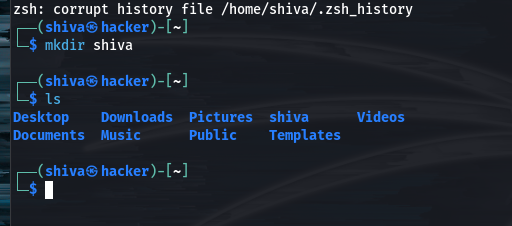 zsh: corrupt history file /home/shiva/.zsh_history
┌──(shiva㉿hacker)-[~]
└─$ mkdir shiva
┌──(shiva㉿hacker)-[~]
└─$ ls
Desktop    Downloads  Pictures  shiva      Videos
Documents  Music      Public    Templates
┌──(shiva㉿hacker)-[~]
└─$